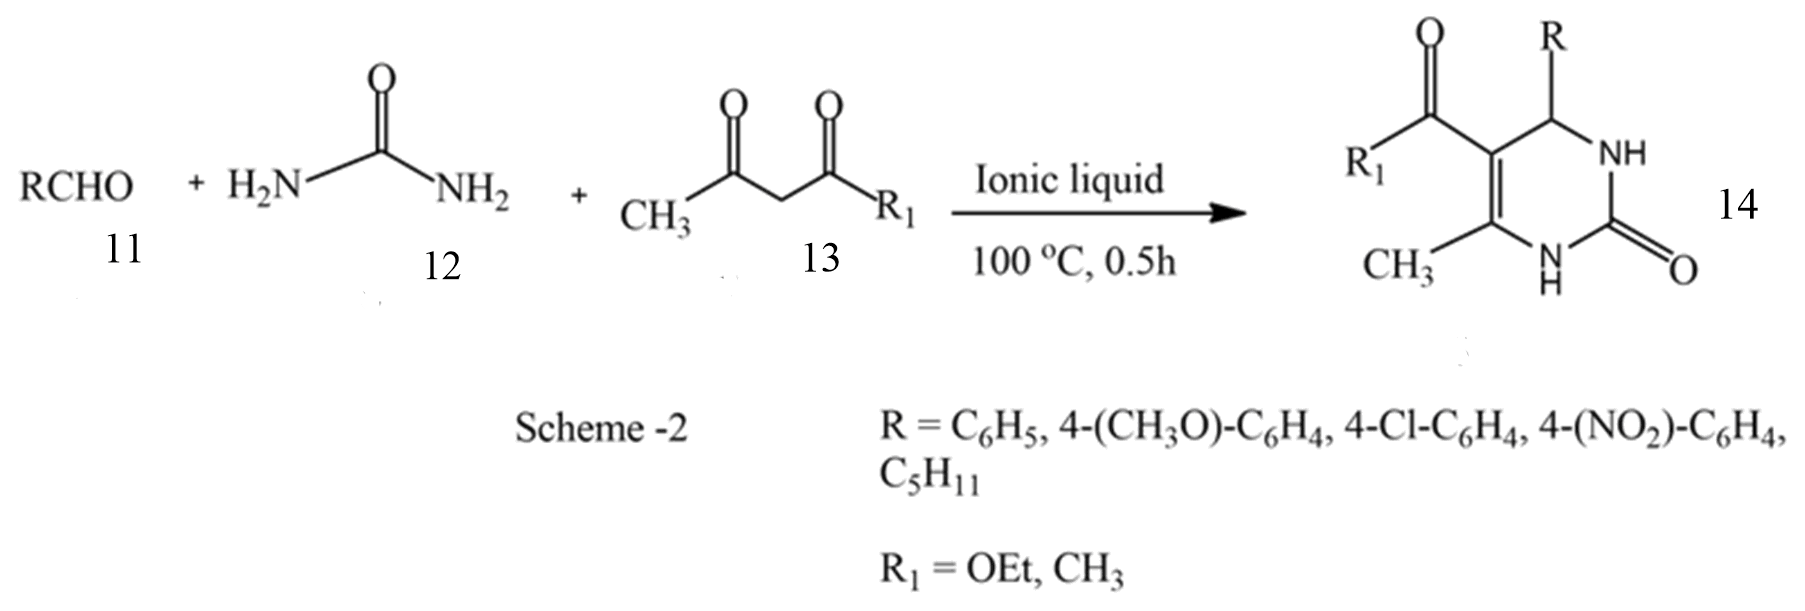 RCHO + H₂N O NH₂ + CH₃ O O R₁ Ionic liquid 100 °C, 0.5h O R R₁ NH CH₃ N H O 14
11 12 13
Scheme -2
R = C₆H₅, 4-(CH₃O)-C₆H₄, 4-Cl-C₆H₄, 4-(NO₂)-C₆H₄,
C₅H₁₁
R₁ = OEt, CH₃